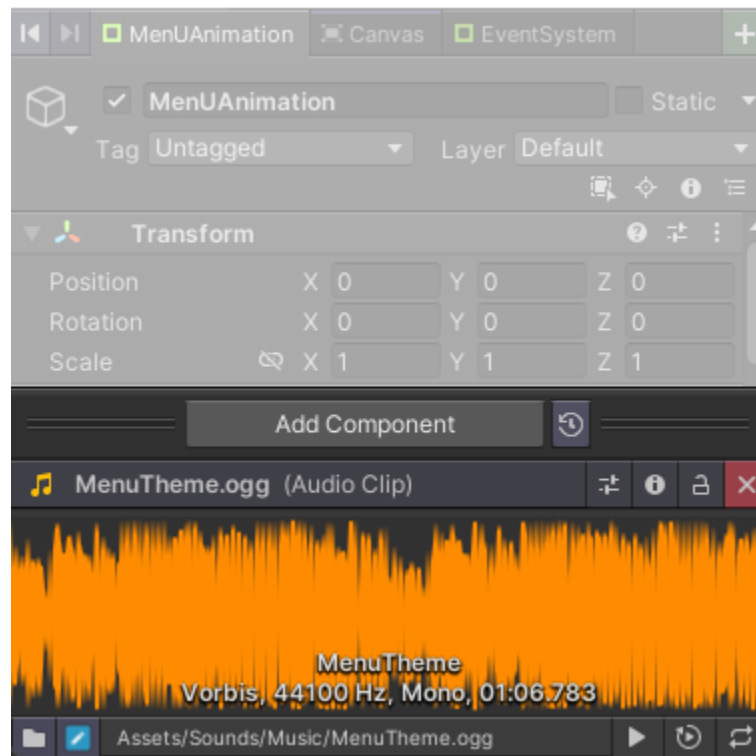 MenUAnimation Canvas EventSystem
MenUAnimation Static
Tag Untagged Layer Default
Transform
Position X 0 Y 0 Z 0
Rotation X 0 Y 0 Z 0
Scale X 1 Y 1 Z 1
Add Component
MenuTheme.ogg (Audio Clip)
MenuTheme
Vorbis, 44100 Hz, Mono, 01:06.783
Assets/Sounds/Music/MenuTheme.ogg